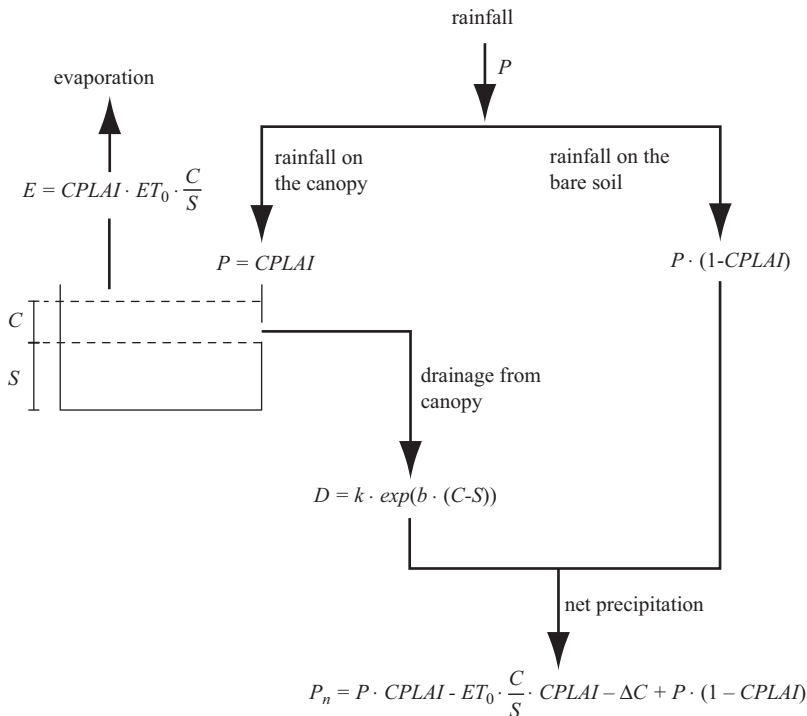 rainfall
P
evaporation
rainfall on
the canopy
rainfall on the
bare soil
E = CPLAI · ET₀ · C/S
P = CPLAI
P · (1-CPLAI)
C
S
drainage from
canopy
D = k · exp(b · (C-S))
net precipitation
Pₙ = P · CPLAI - ET₀ · C/S · CPLAI – ΔC + P · (1 – CPLAI)